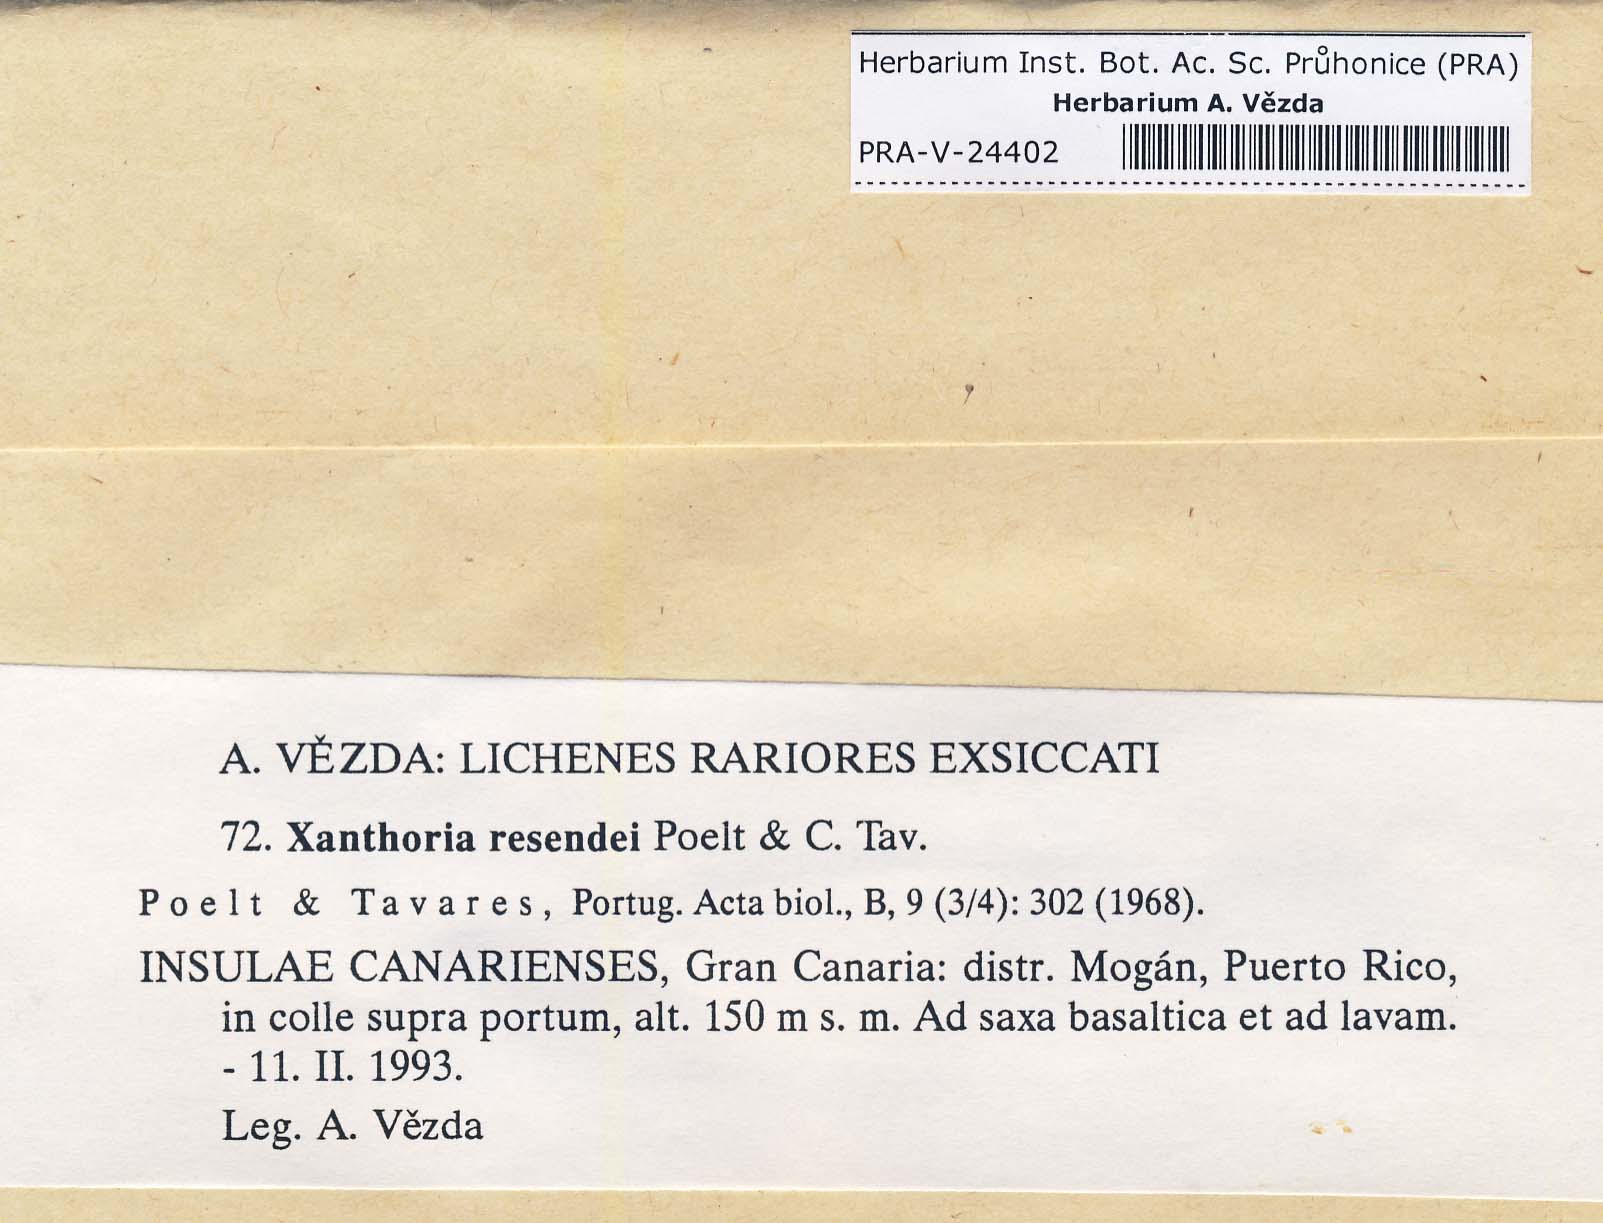 Herbarium Inst. Bot. Ac. Sc. Průhonice (PRA)
Herbarium A. Vězda
PRA-V-24402
A. VĚZDA: LICHENES RARIORES EXSICCATI
72. Xanthoria resendei Poelt & C. Tav.
Poelt & Tavares, Portug. Acta biol., B, 9 (3/4): 302 (1968).
INSULAE CANARIENSES, Gran Canaria: distr. Mogán, Puerto Rico,
in colle supra portum, alt. 150 m s. m. Ad saxa basaltica et ad lavam.
- 11. II. 1993.
Leg. A. Vězda